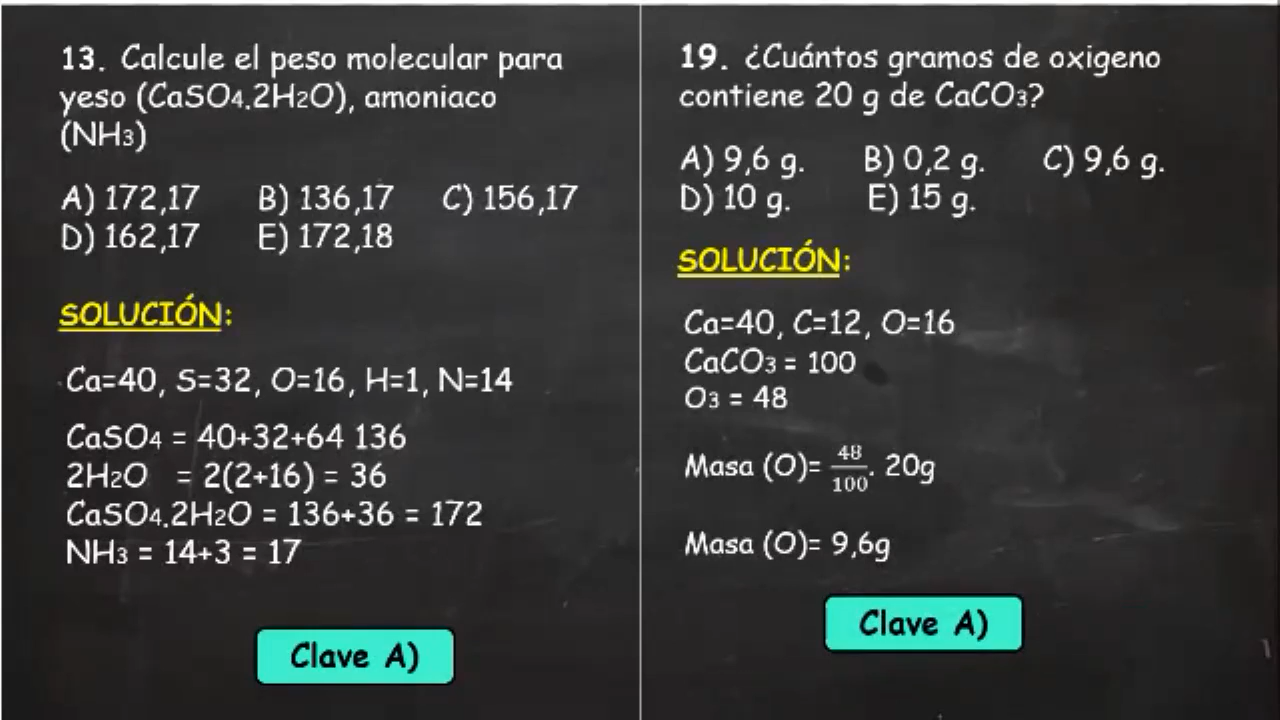 13. Calcule el peso molecular para
yeso (CaSO4.2H2O), amoniaco
(NH3)
A) 172,17 B) 136,17 C) 156,17
D) 162,17 E) 172,18
SOLUCIÓN:
Ca=40, S=32, O=16, H=1, N=14
CaSO4 = 40+32+64 136
2H2O = 2(2+16) = 36
CaSO4.2H2O = 136+36 = 172
NH3 = 14+3 = 17
Clave A)
19. ¿Cuántos gramos de oxigeno
contiene 20 g de CaCO3?
A) 9,6 g. B) 0,2 g. C) 9,6 g.
D) 10 g. E) 15 g.
SOLUCIÓN:
Ca=40, C=12, O=16
CaCO3 = 100
O3 = 48
Masa (O)= 48/100. 20g
Masa (O)= 9,6g
Clave A)